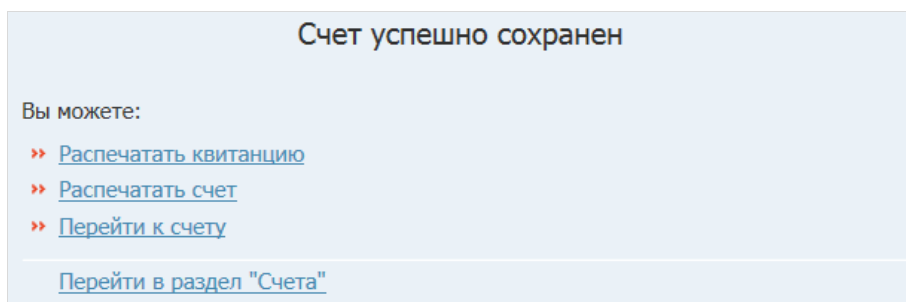 Счет успешно сохранен
Вы можете:
Распечатать квитанцию
Распечатать счет
Перейти к счету
Перейти в раздел "Счета"